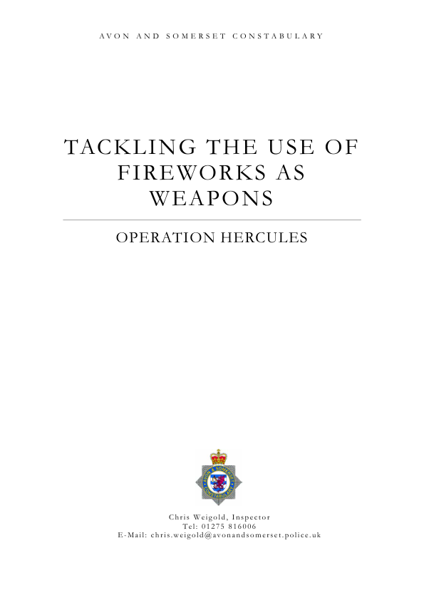 AVON AND SOMERSET CONSTABULARY
TACKLING THE USE OF
FIREWORKS AS
WEAPONS
OPERATION HERCULES
Chris Weigold, Inspector
Tel: 01275 816006
E-Mail: chris.weigold@avonandsomerset.police.uk